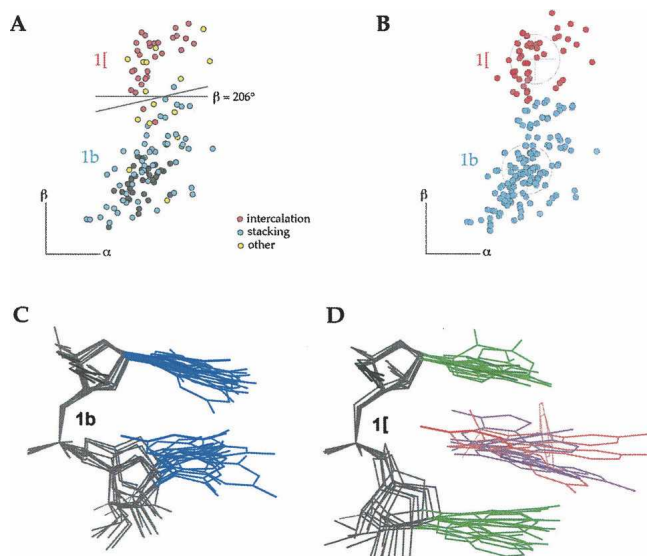 A
1[
β = 206°
1b
β
α
intercalation
stacking
other
B
1[
1b
β
α
C
1b
D
1[